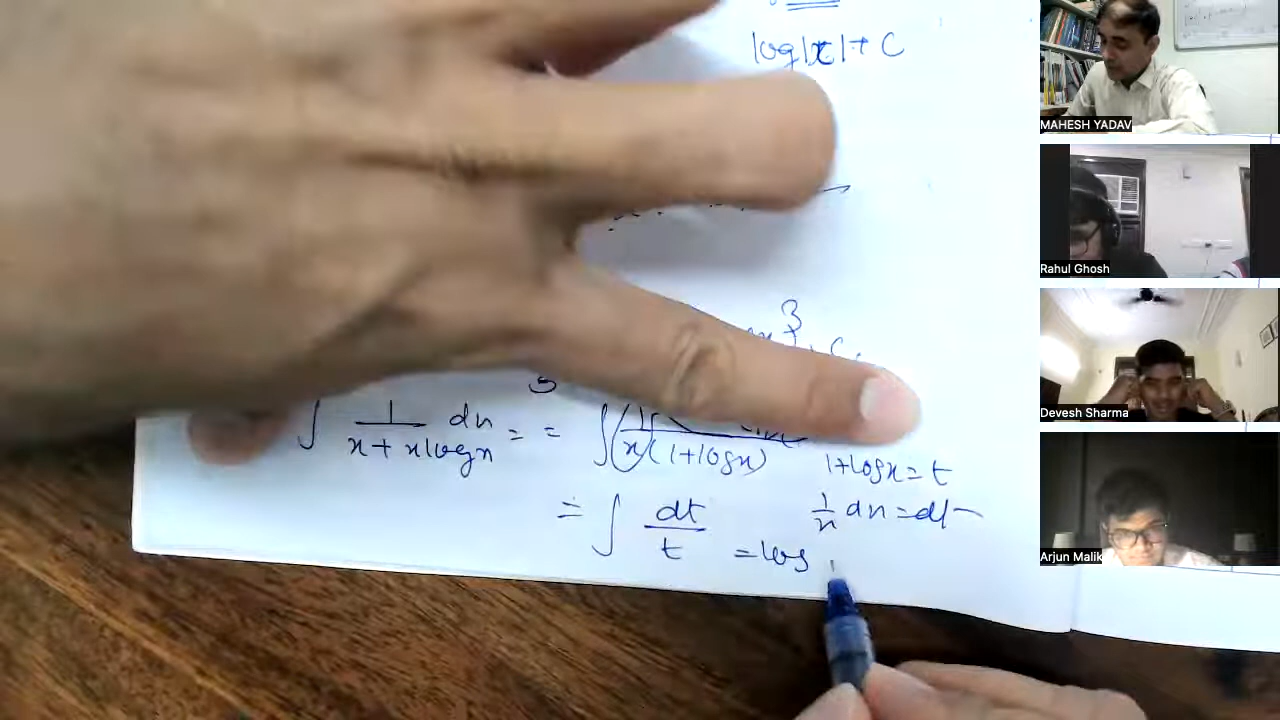 log|x| + c
3
+ c.
∫ 1/(x + x log x) dx = = ∫ 1/(x(1 + log x))
1 + log x = t
= ∫ dt/t
1/x dx = dt
= log
MAHESH YADAV
Rahul Ghosh
Devesh Sharma
Arjun Malik